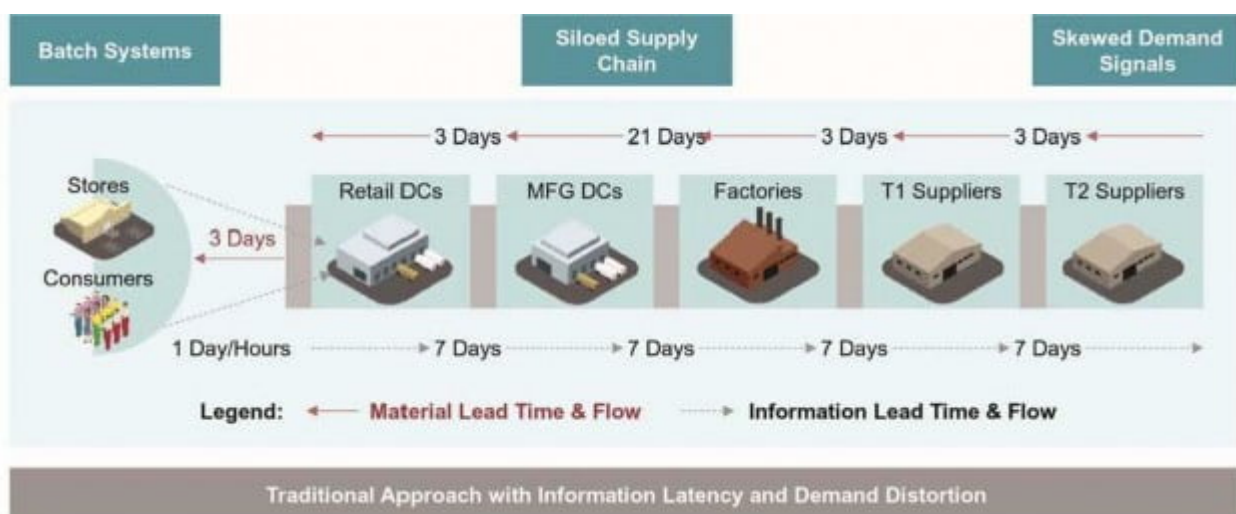 Batch Systems
Siloed Supply
Chain
Skewed Demand
Signals
3 Days
21 Days
3 Days
3 Days
Stores
Retail DCs
MFG DCs
Factories
T1 Suppliers
T2 Suppliers
3 Days
Consumers
1 Day/Hours
7 Days
7 Days
7 Days
7 Days
Legend:
Material Lead Time & Flow
Information Lead Time & Flow
Traditional Approach with Information Latency and Demand Distortion